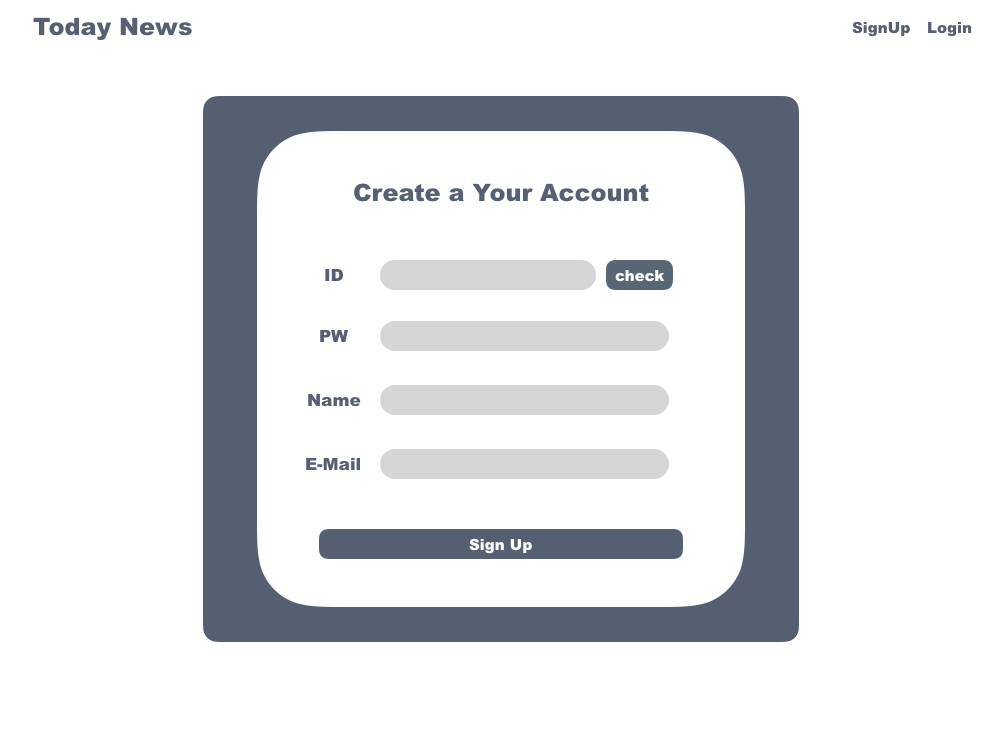 Today News
SignUp Login
Create a Your Account
ID
check
PW
Name
E-Mail
Sign Up